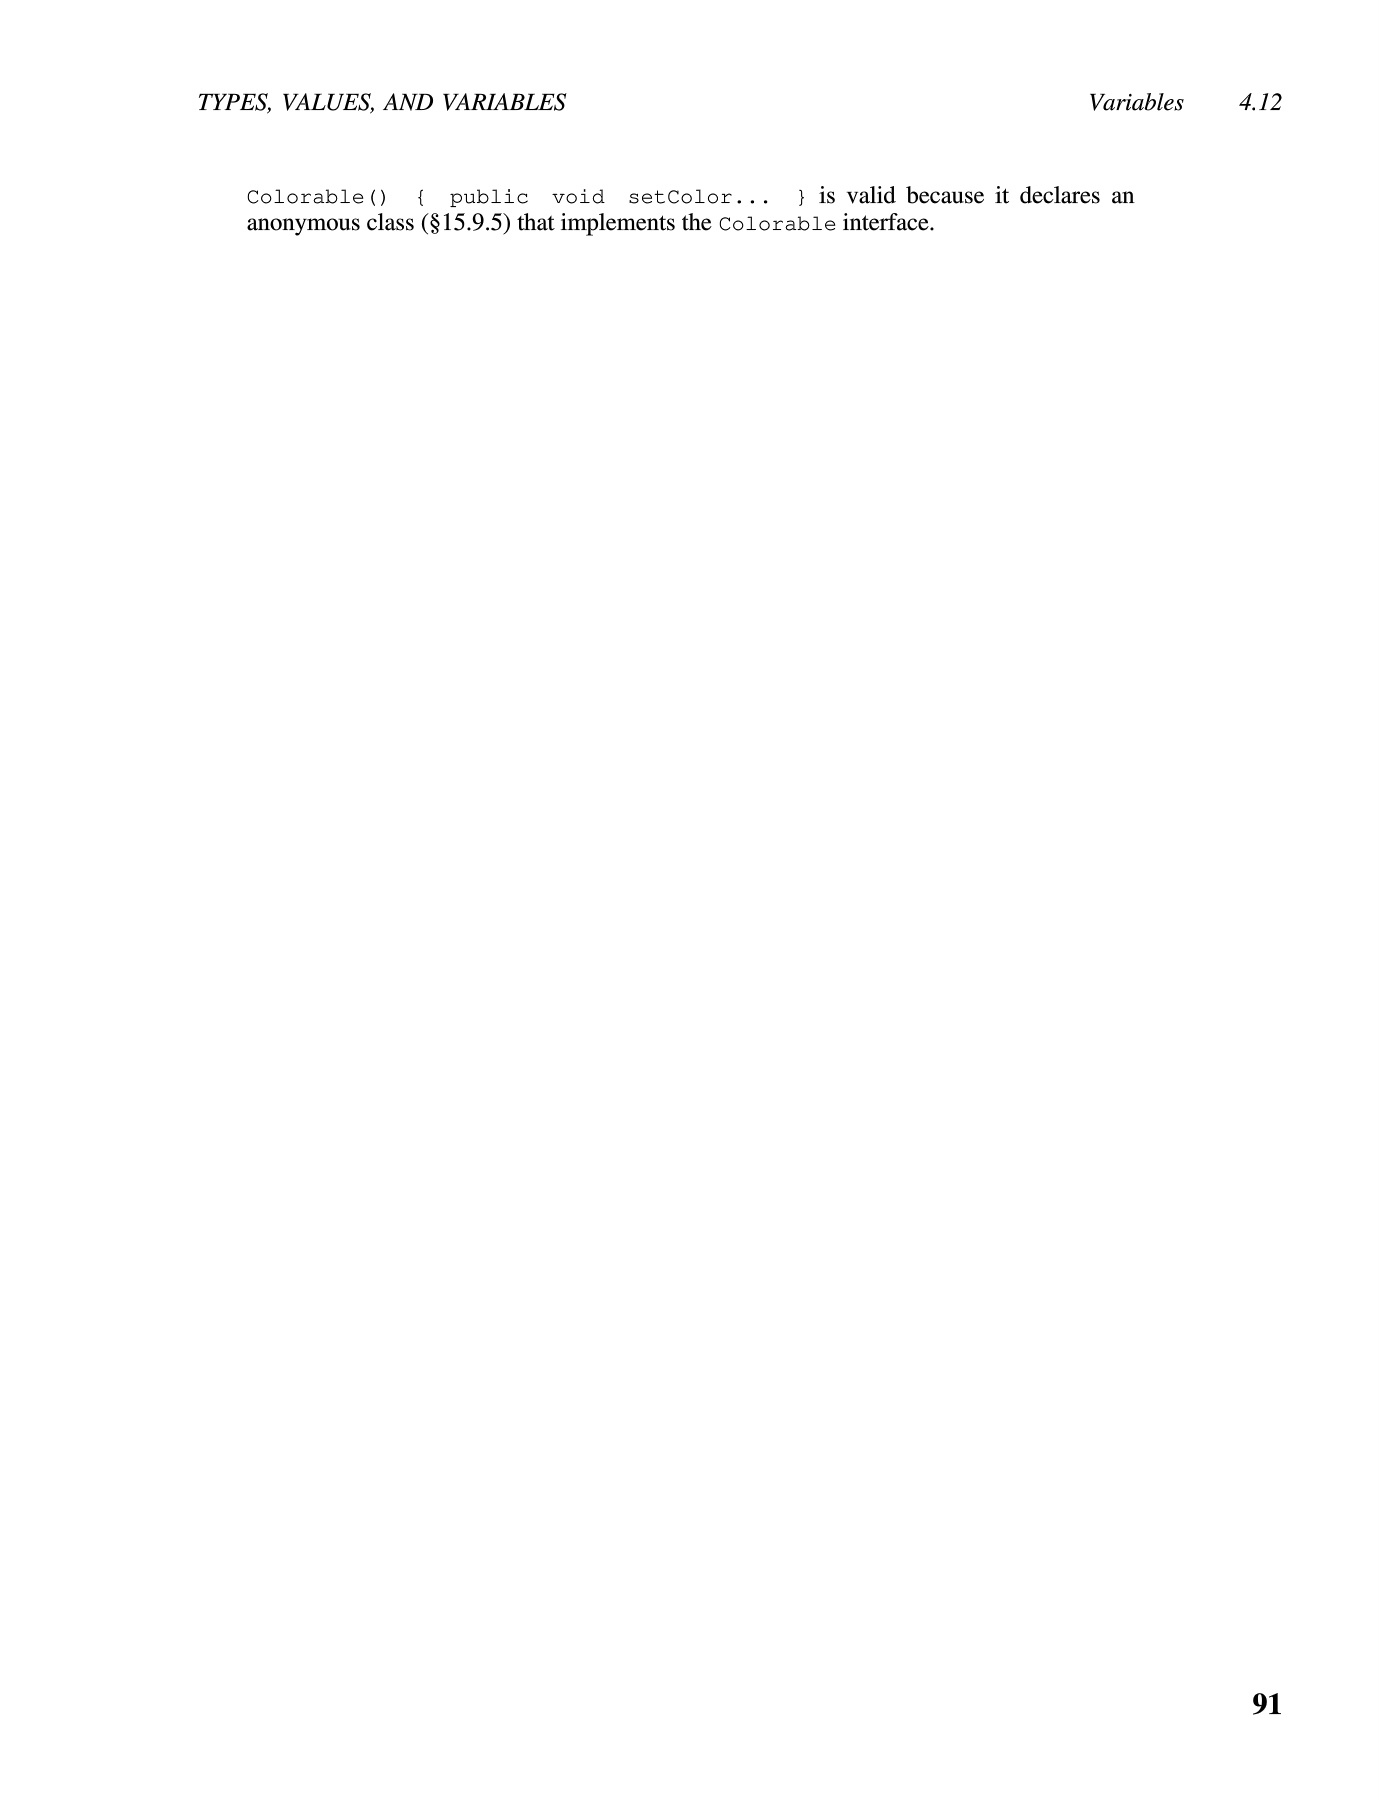 TYPES, VALUES, AND VARIABLES Variables 4.12
Colorable() { public void setColor... } is valid because it declares an
anonymous class (§15.9.5) that implements the Colorable interface.
91